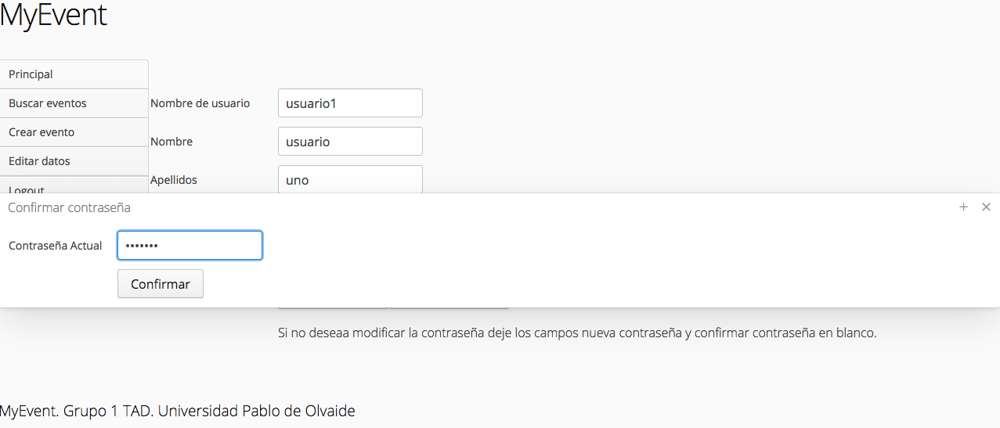 MyEvent
Principal
Buscar eventos
Crear evento
Editar datos
Logout
Nombre de usuario usuario1
Nombre usuario
Apellidos uno
Confirmar contraseña
Contraseña Actual •••••••
Confirmar
Si no deseaa modificar la contraseña deje los campos nueva contraseña y confirmar contraseña en blanco.
MyEvent. Grupo 1 TAD. Universidad Pablo de Olvaide